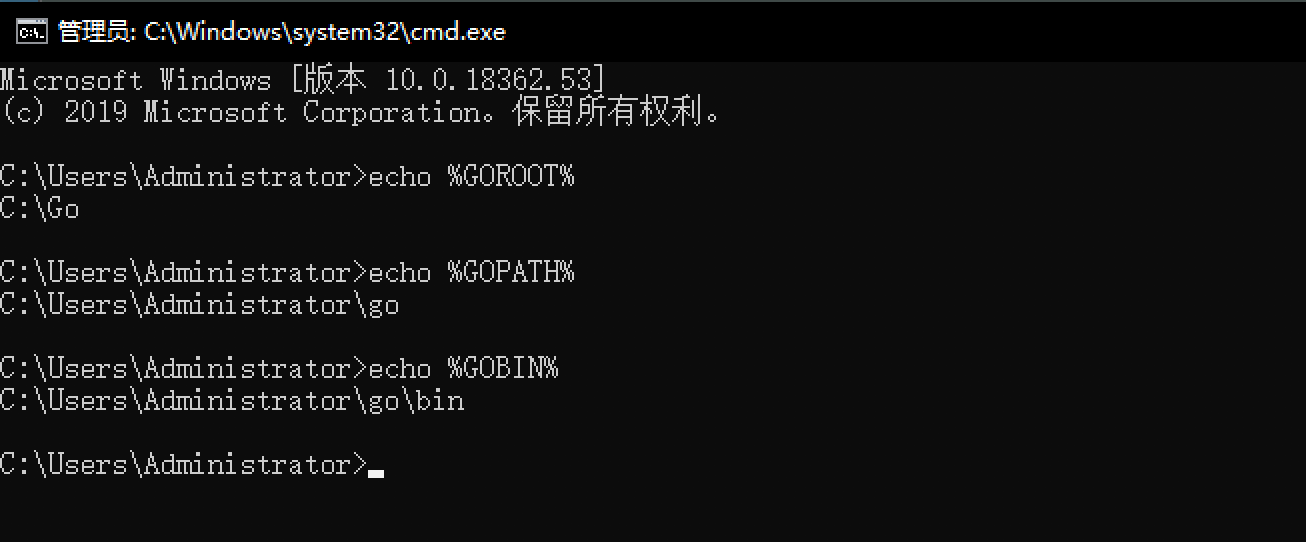 管理员: C:\Windows\system32\cmd.exe
Microsoft Windows [版本 10.0.18362.53]
(c) 2019 Microsoft Corporation。保留所有权利。
C:\Users\Administrator>echo %GOROOT%
C:\Go
C:\Users\Administrator>echo %GOPATH%
C:\Users\Administrator\go
C:\Users\Administrator>echo %GOBIN%
C:\Users\Administrator\go\bin
C:\Users\Administrator>